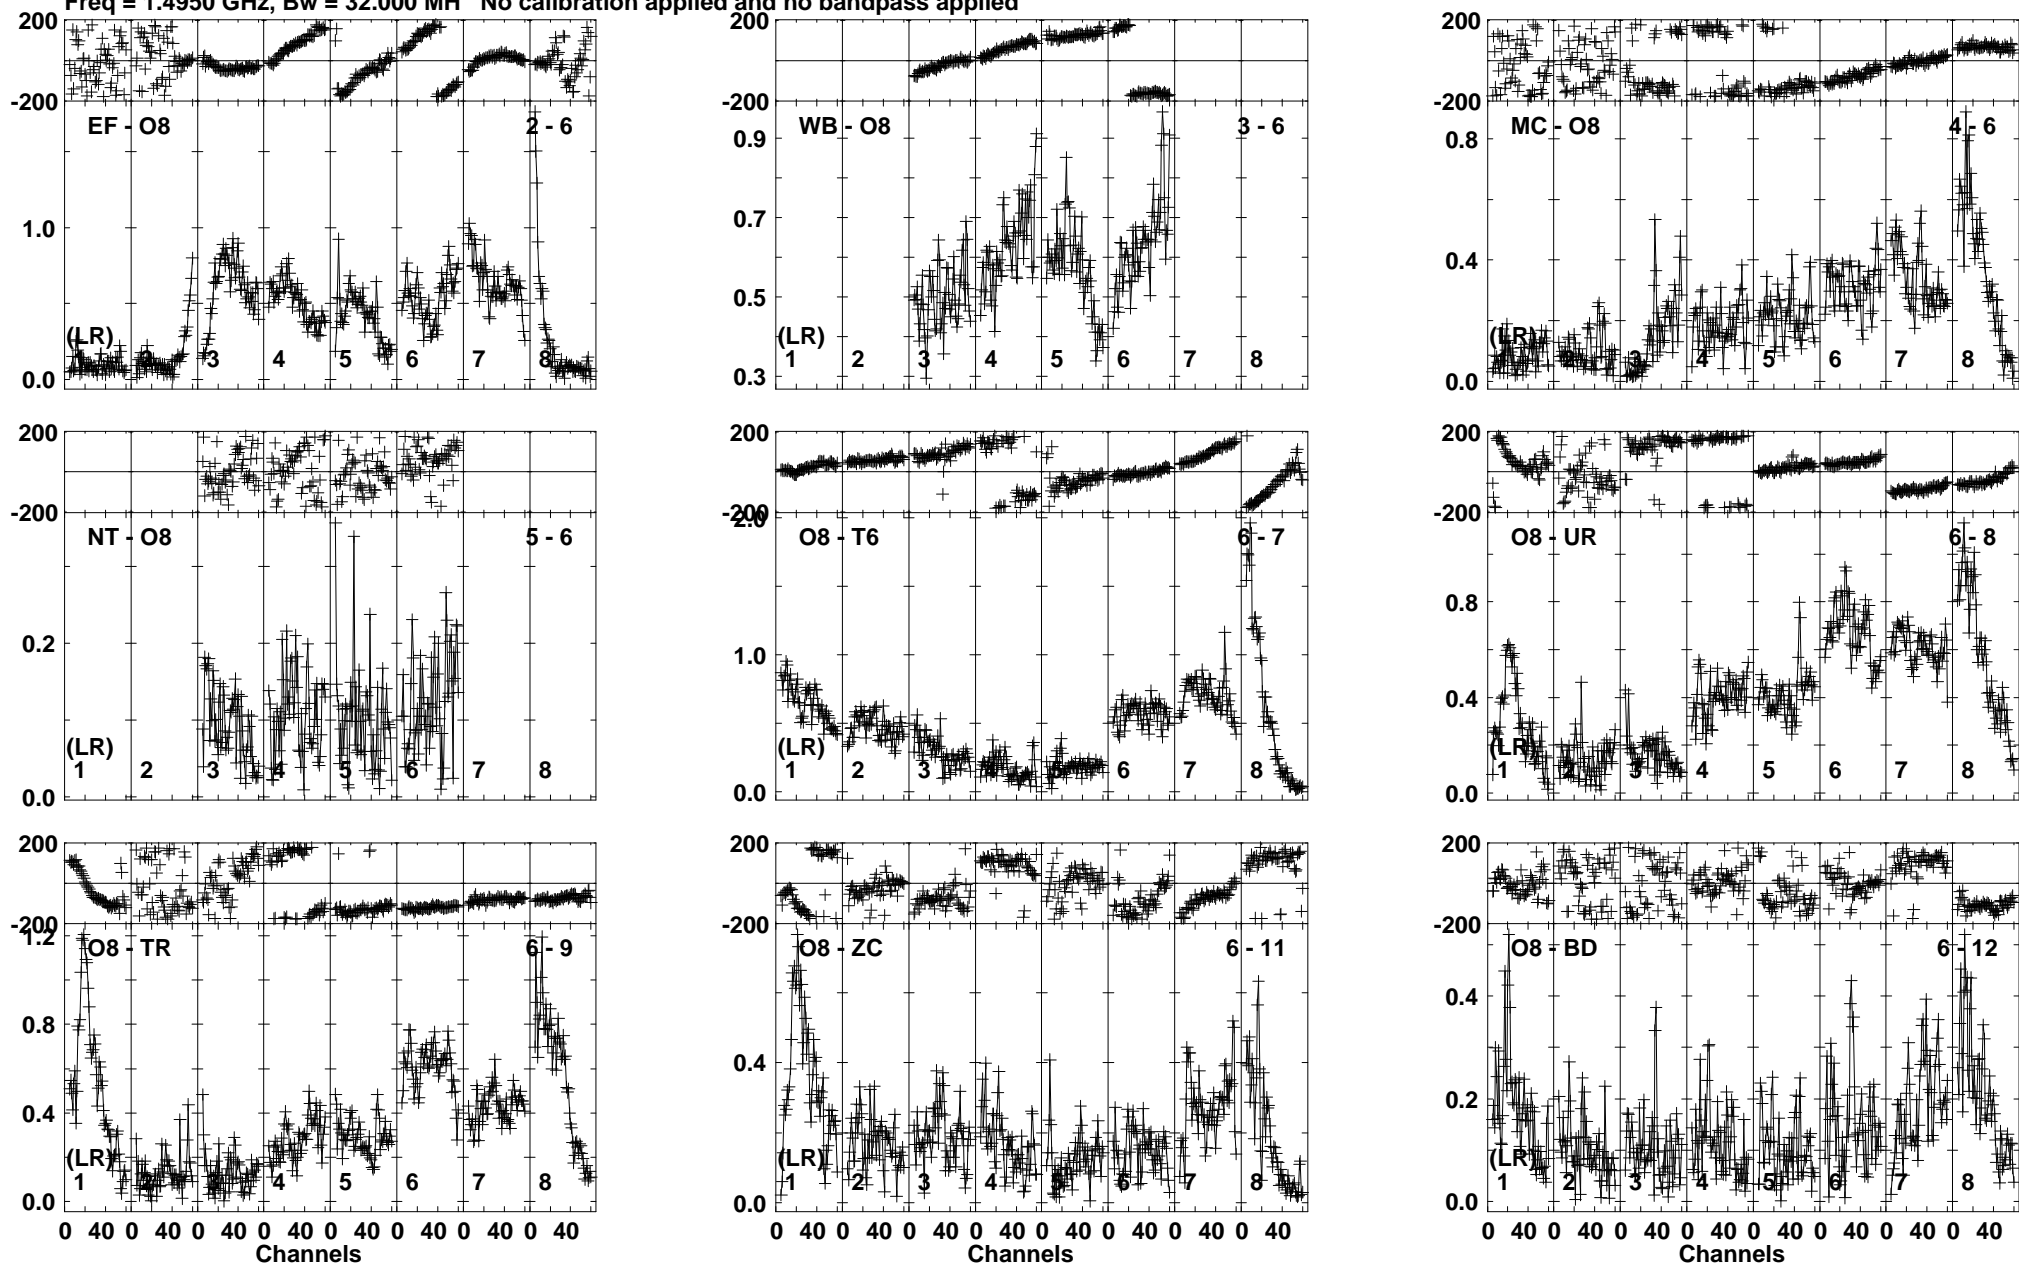 Freq = 1.4950 GHz, Bw = 32.000 MH No calibration applied and no bandpass applied
200
-200
EF - O8
2 - 6
1.0
0.0
(LR)
1 2 3 4 5 6 7 8
200
-200
WB - O8
3 - 6
0.9
0.7
0.5
0.3
(LR)
1 2 3 4 5 6 7 8
200
-200
MC - O8
4 - 6
0.8
0.4
0.0
(LR)
1 2 3 4 5 6 7 8
200
-200
NT - O8
5 - 6
0.2
0.0
(LR)
1 2 3 4 5 6 7 8
200
-200
2.0
O8 - T6
6 - 7
1.0
0.0
1 2 3 4 5 6 7 8
200
-200
O8 - UR
6 - 8
0.8
0.4
0.0
(LR)
1 2 3 4 5 6 7 8
200
-200
1.2
O8 - TR
6 - 9
0.8
0.4
0.0
(LR)
1 2 3 4 5 6 7 8
0 40 0 40 0 40 0 40 0 40 0 40 0 40 0 40
Channels
200
-200
O8 - ZC
6 - 11
0.4
0.0
(LR)
1 2 3 4 5 6 7 8
0 40 0 40 0 40 0 40 0 40 0 40 0 40 0 40
Channels
200
-200
O8 - BD
6 - 12
0.4
0.2
0.0
(LR)
1 2 3 4 5 6 7 8
0 40 0 40 0 40 0 40 0 40 0 40 0 40 0 40
Channels